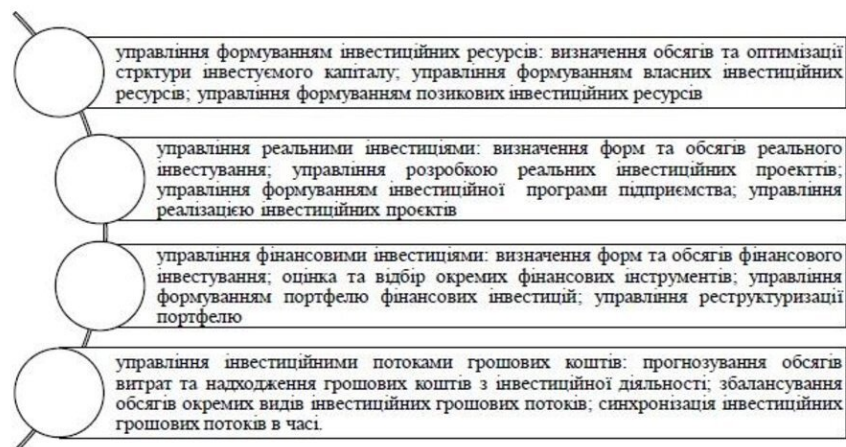 управління формуванням інвестиційних ресурсів: визначення обсягів та оптимізації
стрктури інвестуємого капіталу; управління формуванням власних інвестиційних
ресурсів; управління формуванням позикових інвестиційних ресурсів
управління реальними інвестиціями: визначення форм та обсягів реального
інвестування; управління розробкою реальних інвестиційних проекттів;
управління формуванням інвестиційної програми підприємства; управління
реалізацією інвестиційних проєктів
управління фінансовими інвестиціями: визначення форм та обсягів фінансового
інвестування; оцінка та відбір окремих фінансових інструментів; управління
формуванням портфелю фінансових інвестицій; управління реструктуризації
портфелю
управління інвестиційними потоками грошових коштів: прогнозування обсягів
витрат та надходження грошових коштів з інвестиційної діяльності; збалансування
обсягів окремих видів інвестиційних грошових потоків; синхронізація інвестиційних
грошових потоків в часі.